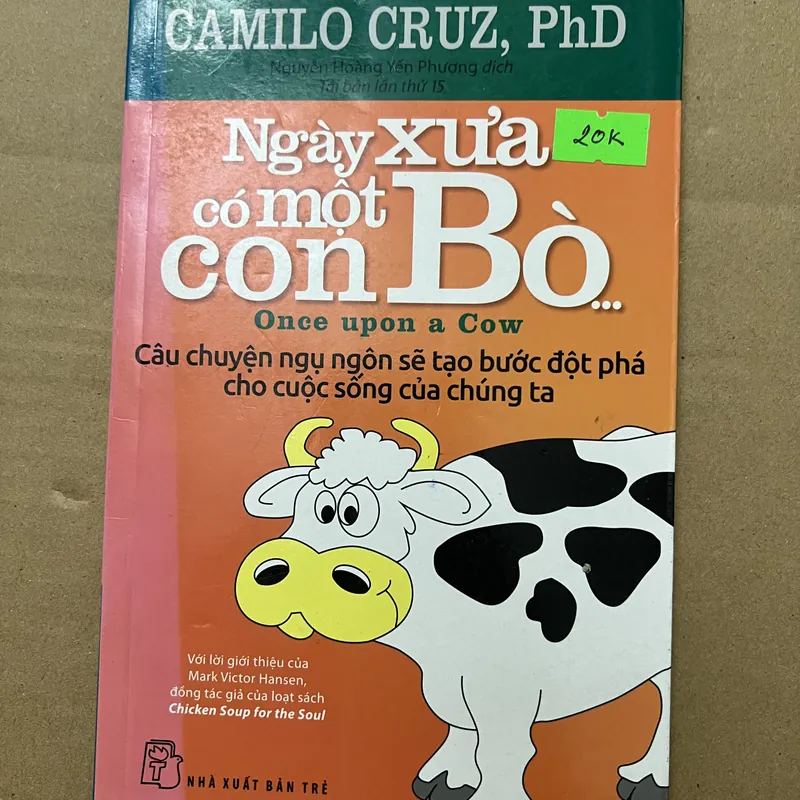 CAMILO CRUZ, PhD
Nguyễn Hoàng Yến Phương dịch
Tái bản lần thứ 15
Ngày xưa
20K
có một
con Bò...
Once upon a Cow
Câu chuyện ngụ ngôn sẽ tạo bước đột phá
cho cuộc sống của chúng ta
Với lời giới thiệu của
Mark Victor Hansen,
đồng tác giả của loạt sách
Chicken Soup for the Soul
T
NHÀ XUẤT BẢN TRẺ